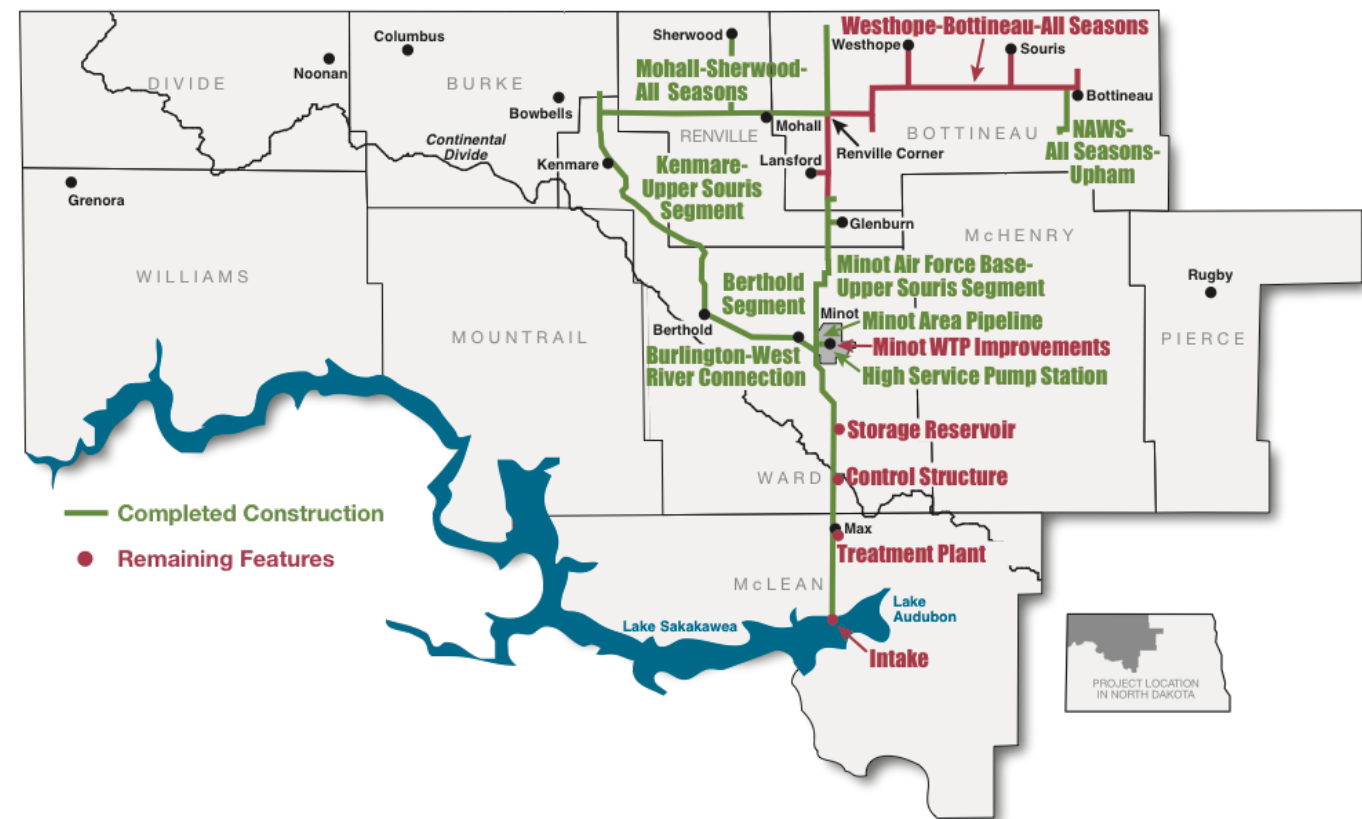 Westhope-Bottineau-All Seasons
Sherwood
Columbus
Westhope
Souris
Noonan
DIVIDE
BURKE
Mohall-Sherwood-
All Seasons
Bottineau
Bowbells
Mohall
RENVILLE
BOTTINEAU
NAWS-
All Seasons-
Upham
Continental
Divide
Renville Corner
Kenmare
Lansford
Kenmare-
Upper Souris
Segment
Grenora
Glenburn
McHENRY
WILLIAMS
Minot Air Force Base-
Upper Souris Segment
Rugby
Berthold
Segment
Minot
Minot Area Pipeline
Berthold
MOUNTRAIL
PIERCE
Minot WTP Improvements
Burlington-West
River Connection
High Service Pump Station
Storage Reservoir
WARD
Control Structure
Completed Construction
Max
Remaining Features
Treatment Plant
McLEAN
Lake
Audubon
Lake Sakakawea
Intake
PROJECT LOCATION
IN NORTH DAKOTA